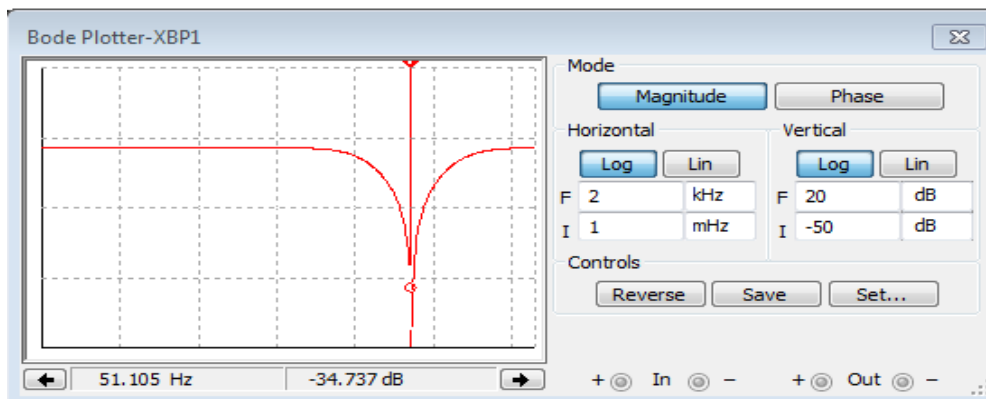 Bode Plotter-XBP1
Mode
Magnitude Phase
Horizontal Vertical
Log Lin Log Lin
F 2 kHz F 20 dB
I 1 mHz I -50 dB
Controls
Reverse Save Set...
51.105 Hz -34.737 dB
+ In - + Out -